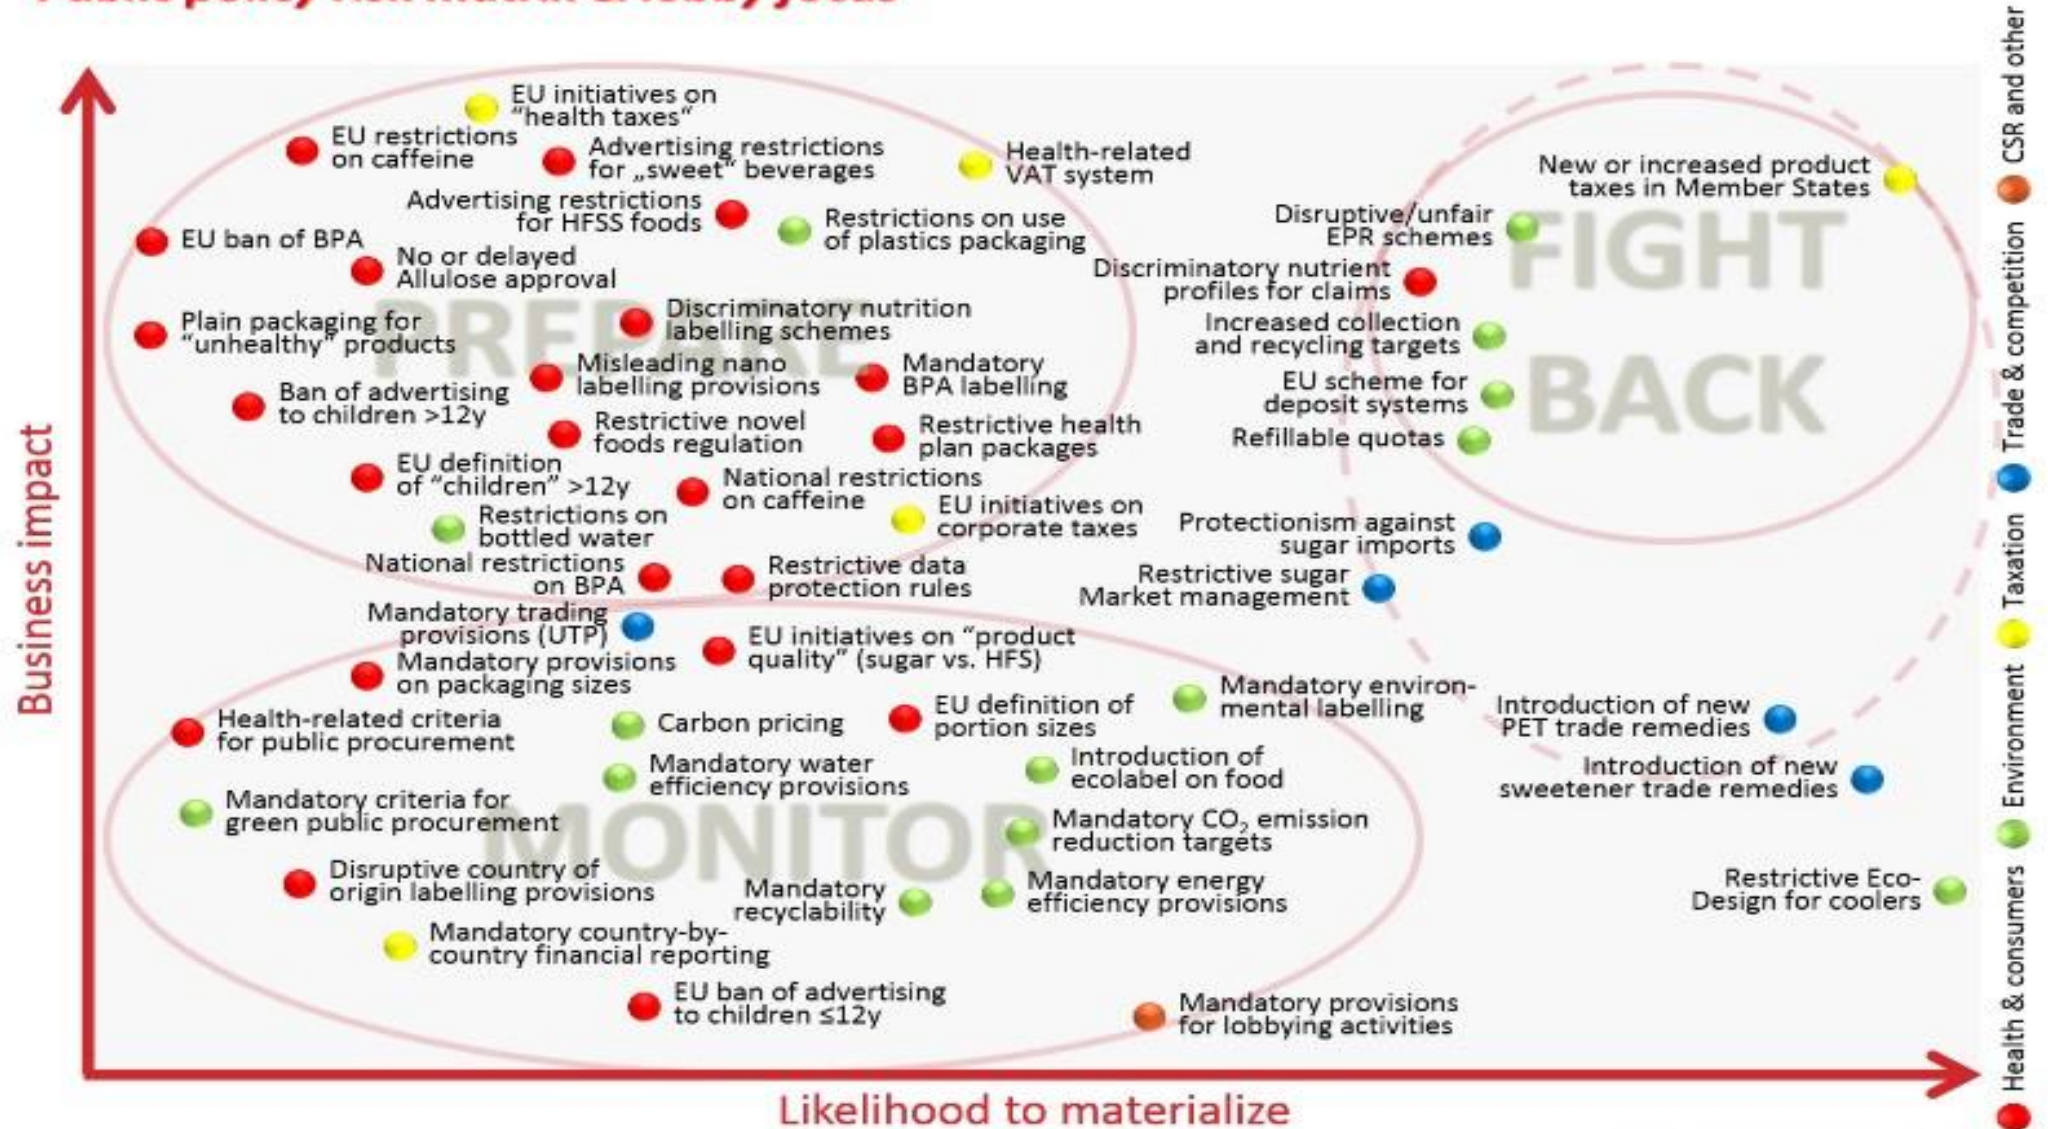 Public policy risk matrix & lobby focus
EU initiatives on
“health taxes“
EU restrictions
on caffeine
Advertising restrictions
for „sweet“ beverages
Health-related
VAT system
Advertising restrictions
for HFSS foods
Restrictions on use
of plastics packaging
EU ban of BPA
No or delayed
Allulose approval
Plain packaging for
“unhealthy” products
Discriminatory nutrition
labelling schemes
PREPARE
Misleading nano
labelling provisions
Mandatory
BPA labelling
Ban of advertising
to children >12y
Restrictive novel
foods regulation
Restrictive health
plan packages
EU definition
of “children” >12y
National restrictions
on caffeine
Restrictions on
bottled water
EU initiatives on
corporate taxes
National restrictions
on BPA
Restrictive data
protection rules
New or increased product
taxes in Member States
Disruptive/unfair
EPR schemes
FIGHT
BACK
Discriminatory nutrient
profiles for claims
Increased collection
and recycling targets
EU scheme for
deposit systems
Refillable quotas
Protectionism against
sugar imports
Restrictive sugar
Market management
Mandatory trading
provisions (UTP)
EU initiatives on “product
quality” (sugar vs. HFS)
Mandatory provisions
on packaging sizes
Health-related criteria
for public procurement
Carbon pricing
EU definition of
portion sizes
Mandatory environ-
mental labelling
Introduction of new
PET trade remedies
Mandatory water
efficiency provisions
Introduction of
ecolabel on food
Introduction of new
sweetener trade remedies
Mandatory criteria for
green public procurement
MONITOR
Mandatory CO₂ emission
reduction targets
Disruptive country of
origin labelling provisions
Mandatory
recyclability
Mandatory energy
efficiency provisions
Restrictive Eco-
Design for coolers
Mandatory country-by-
country financial reporting
EU ban of advertising
to children ≤12y
Mandatory provisions
for lobbying activities
Business impact
Likelihood to materialize
Health & consumers
Environment
Taxation
Trade & competition
CSR and other